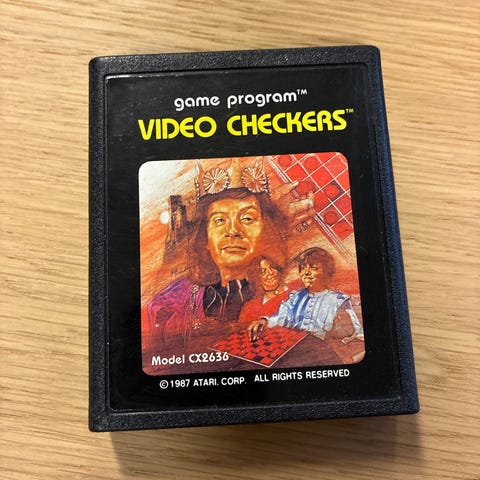 game program™
VIDEO CHECKERS™
Model CX2636
© 1987 ATARI, CORP. ALL RIGHTS RESERVED